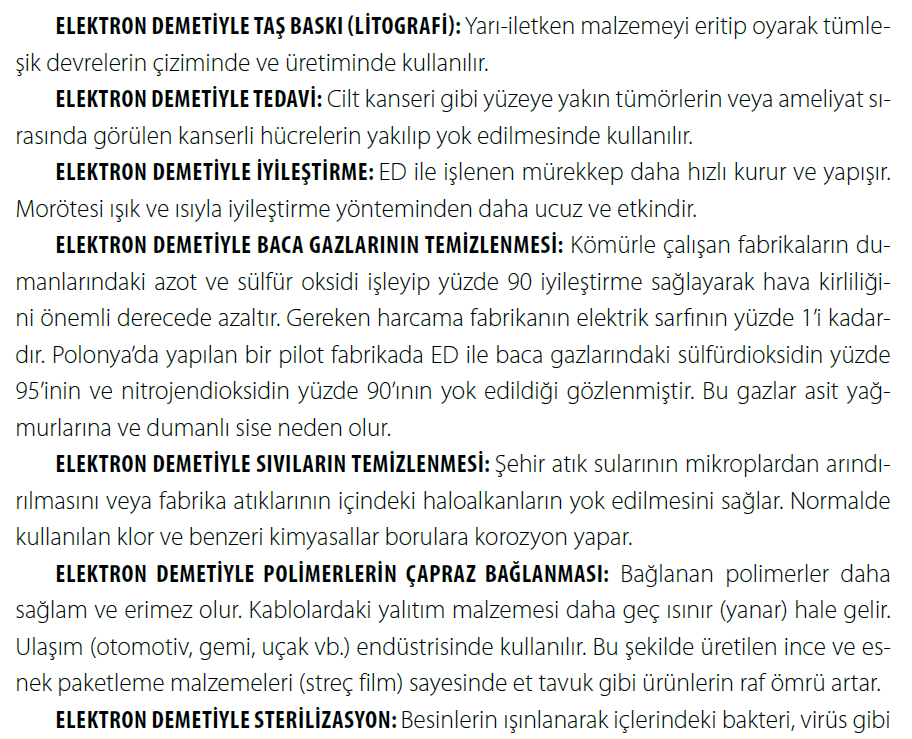 ELEKTRON DEMETİYLE TAŞ BASKI (LİTOGRAFİ): Yarı-iletken malzemeyi eritip oyarak tümle-
şik devrelerin çiziminde ve üretiminde kullanılır.
ELEKTRON DEMETİYLE TEDAVİ: Cilt kanseri gibi yüzeye yakın tümörlerin veya ameliyat sı-
rasında görülen kanserli hücrelerin yakılıp yok edilmesinde kullanılır.
ELEKTRON DEMETİYLE İYİLEŞTİRME: ED ile işlenen mürekkep daha hızlı kurur ve yapışır.
Morötesi ışık ve ısıyla iyileştirme yönteminden daha ucuz ve etkindir.
ELEKTRON DEMETİYLE BACA GAZLARININ TEMİZLENMESİ: Kömürle çalışan fabrikaların du-
manlarındaki azot ve sülfür oksidi işleyip yüzde 90 iyileştirme sağlayarak hava kirliliği-
ni önemli derecede azaltır. Gereken harcama fabrikanın elektrik sarfının yüzde 1’i kadar-
dır. Polonya’da yapılan bir pilot fabrikada ED ile baca gazlarındaki sülfürdioksidin yüzde
95’inin ve nitrojendioksidin yüzde 90’ının yok edildiği gözlenmiştir. Bu gazlar asit yağ-
murlarına ve dumanlı sise neden olur.
ELEKTRON DEMETİYLE SIVILARIN TEMİZLENMESİ: Şehir atık sularının mikroplardan arındı-
rılmasını veya fabrika atıklarının içindeki haloalkanların yok edilmesini sağlar. Normalde
kullanılan klor ve benzeri kimyasallar borulara korozyon yapar.
ELEKTRON DEMETİYLE POLİMERLERİN ÇAPRAZ BAĞLANMASI: Bağlanan polimerler daha
sağlam ve erimez olur. Kablolardaki yalıtım malzemesi daha geç ısınır (yanar) hale gelir.
Ulaşım (otomotiv, gemi, uçak vb.) endüstrisinde kullanılır. Bu şekilde üretilen ince ve es-
nek paketleme malzemeleri (streç film) sayesinde et tavuk gibi ürünlerin raf ömrü artar.
ELEKTRON DEMETİYLE STERİLİZASYON: Besinlerin ışınlanarak içlerindeki bakteri, virüs gibi